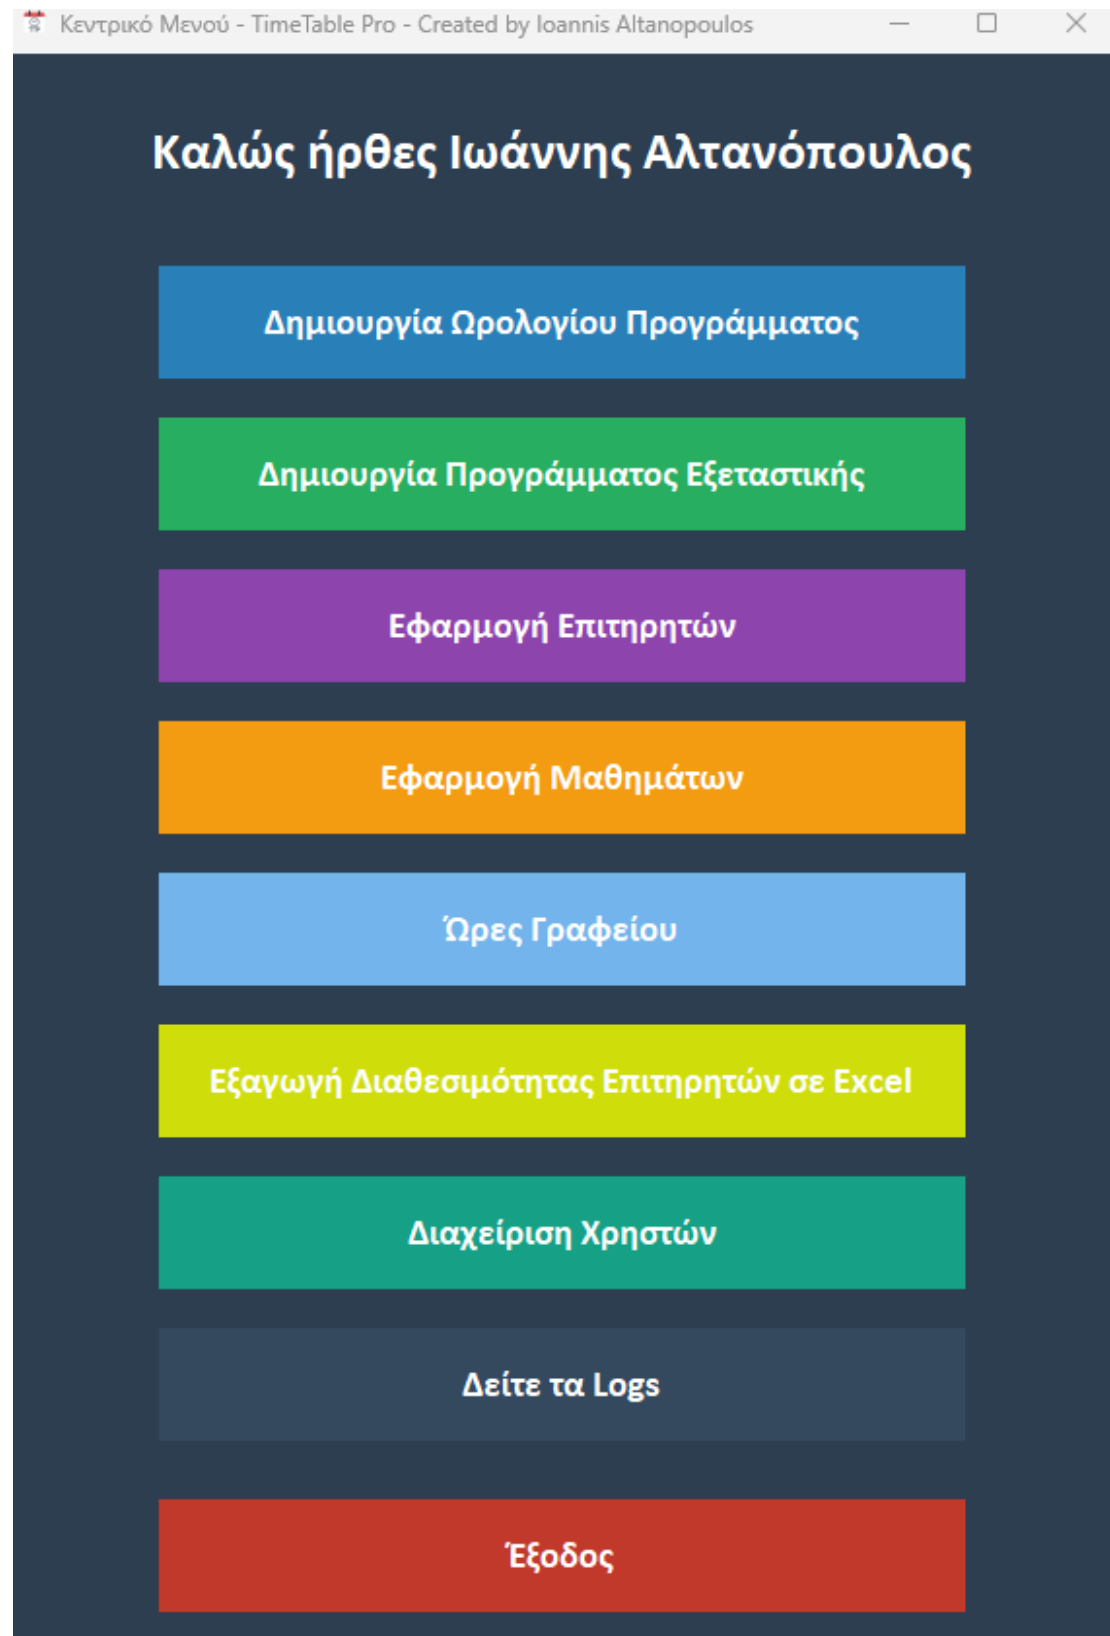 Κεντρικό Μενού - TimeTable Pro - Created by Ioannis Altanopoulos
Καλώς ήρθες Ιωάννης Αλτανόπουλος
Δημιουργία Ωρολογίου Προγράμματος
Δημιουργία Προγράμματος Εξεταστικής
Εφαρμογή Επιτηρητών
Εφαρμογή Μαθημάτων
Ώρες Γραφείου
Εξαγωγή Διαθεσιμότητας Επιτηρητών σε Excel
Διαχείριση Χρηστών
Δείτε τα Logs
Έξοδος